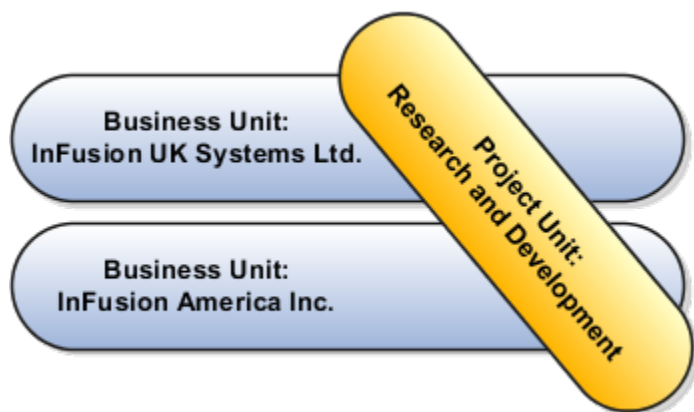 Business Unit:
InFusion UK Systems Ltd.
Project Unit:
Research and Development
Business Unit:
InFusion America Inc.